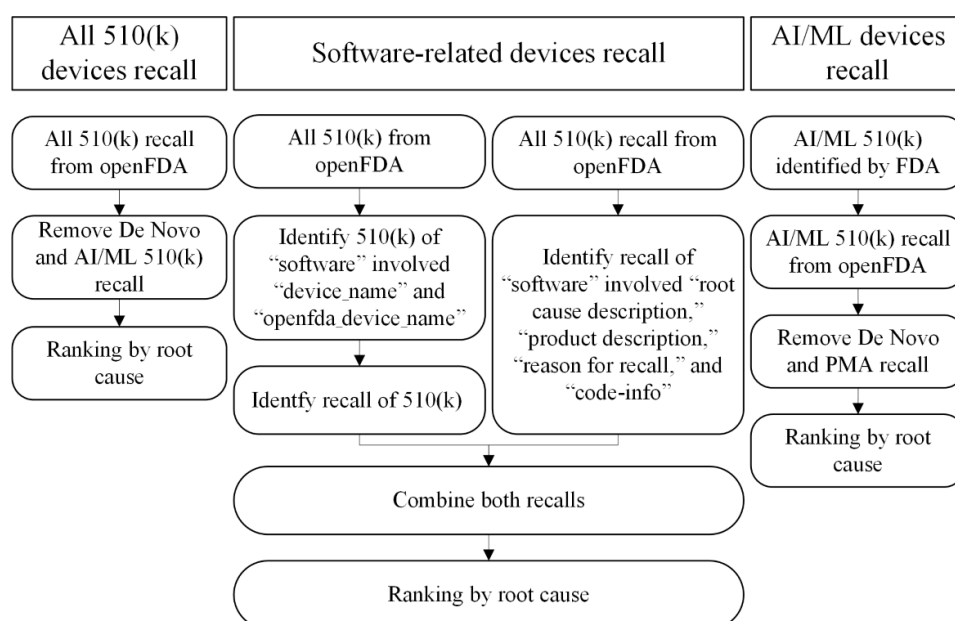 All 510(k)
devices recall
Software-related devices recall
AI/ML devices
recall
All 510(k) recall
from openFDA
Remove De Novo
and AI/ML 510(k)
recall
Ranking by root
cause
All 510(k) from
openFDA
Identify 510(k) of
“software” involved
“device_name” and
“openfda_device_name”
Identfy recall of 510(k)
All 510(k) recall from
openFDA
Identify recall of
“software” involved “root
cause description,”
“product description,”
“reason for recall,” and
“code-info”
Combine both recalls
Ranking by root cause
AI/ML 510(k)
identified by FDA
AI/ML 510(k) recall
from openFDA
Remove De Novo
and PMA recall
Ranking by root
cause